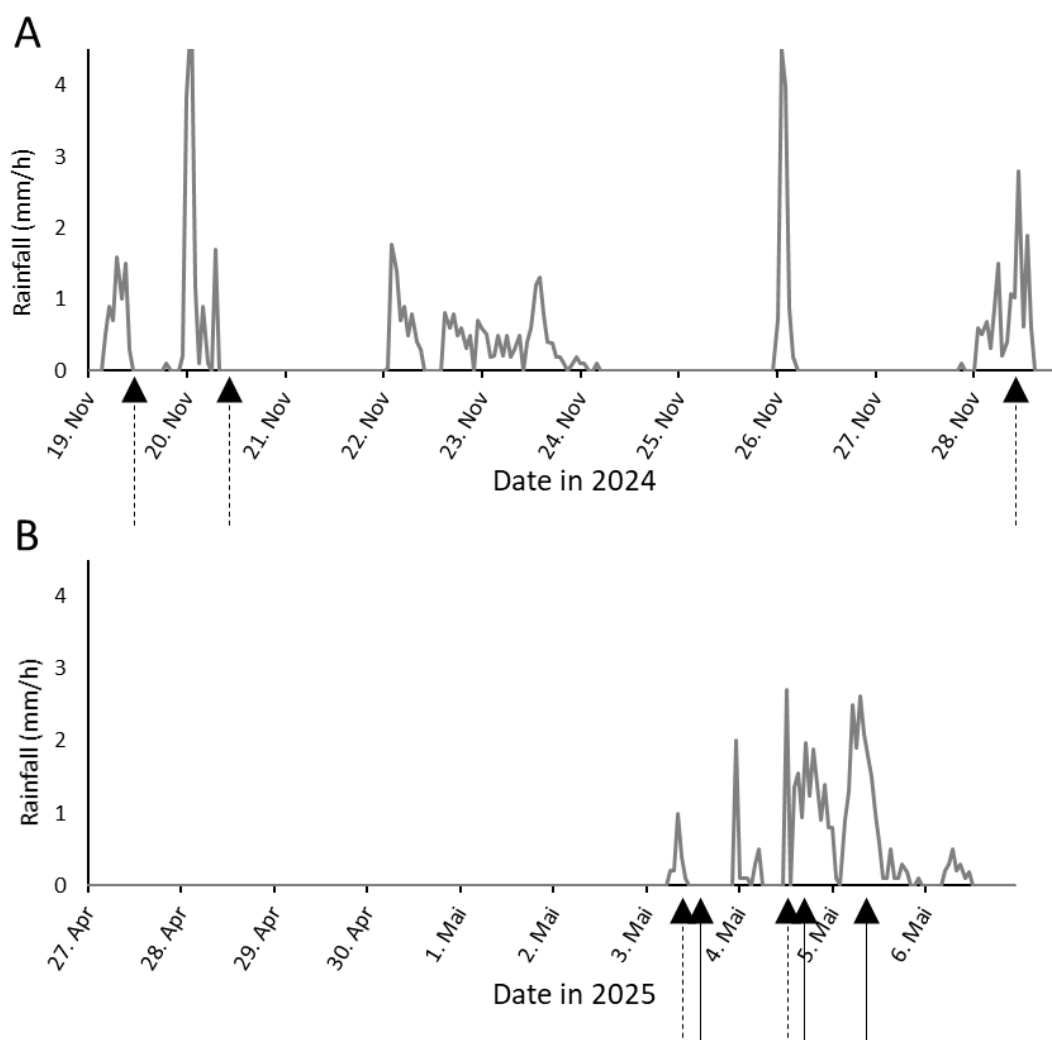 A
4
3
2
1
0
Rainfall (mm/h)
19. Nov
20. Nov
21. Nov
22. Nov
23. Nov
24. Nov
25. Nov
26. Nov
27. Nov
28. Nov
Date in 2024
B
4
3
2
1
0
Rainfall (mm/h)
27. Apr
28. Apr
29. Apr
30. Apr
1. Mai
2. Mai
3. Mai
4. Mai
5. Mai
6. Mai
Date in 2025